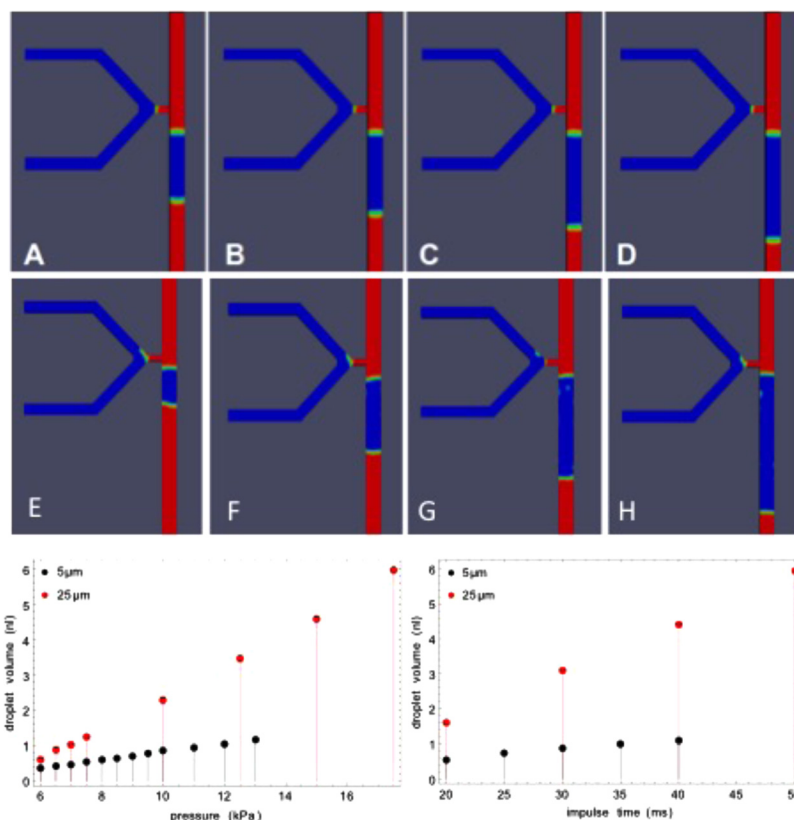 A B C D
E F G H
5μm
25μm
droplet volume (nl)
6
5
4
3
2
1
0
6 8 10 12 14 16
pressure (kPa)
5μm
25μm
droplet volume (nl)
6
5
4
3
2
1
0
20 25 30 35 40 45
impulse time (ms)